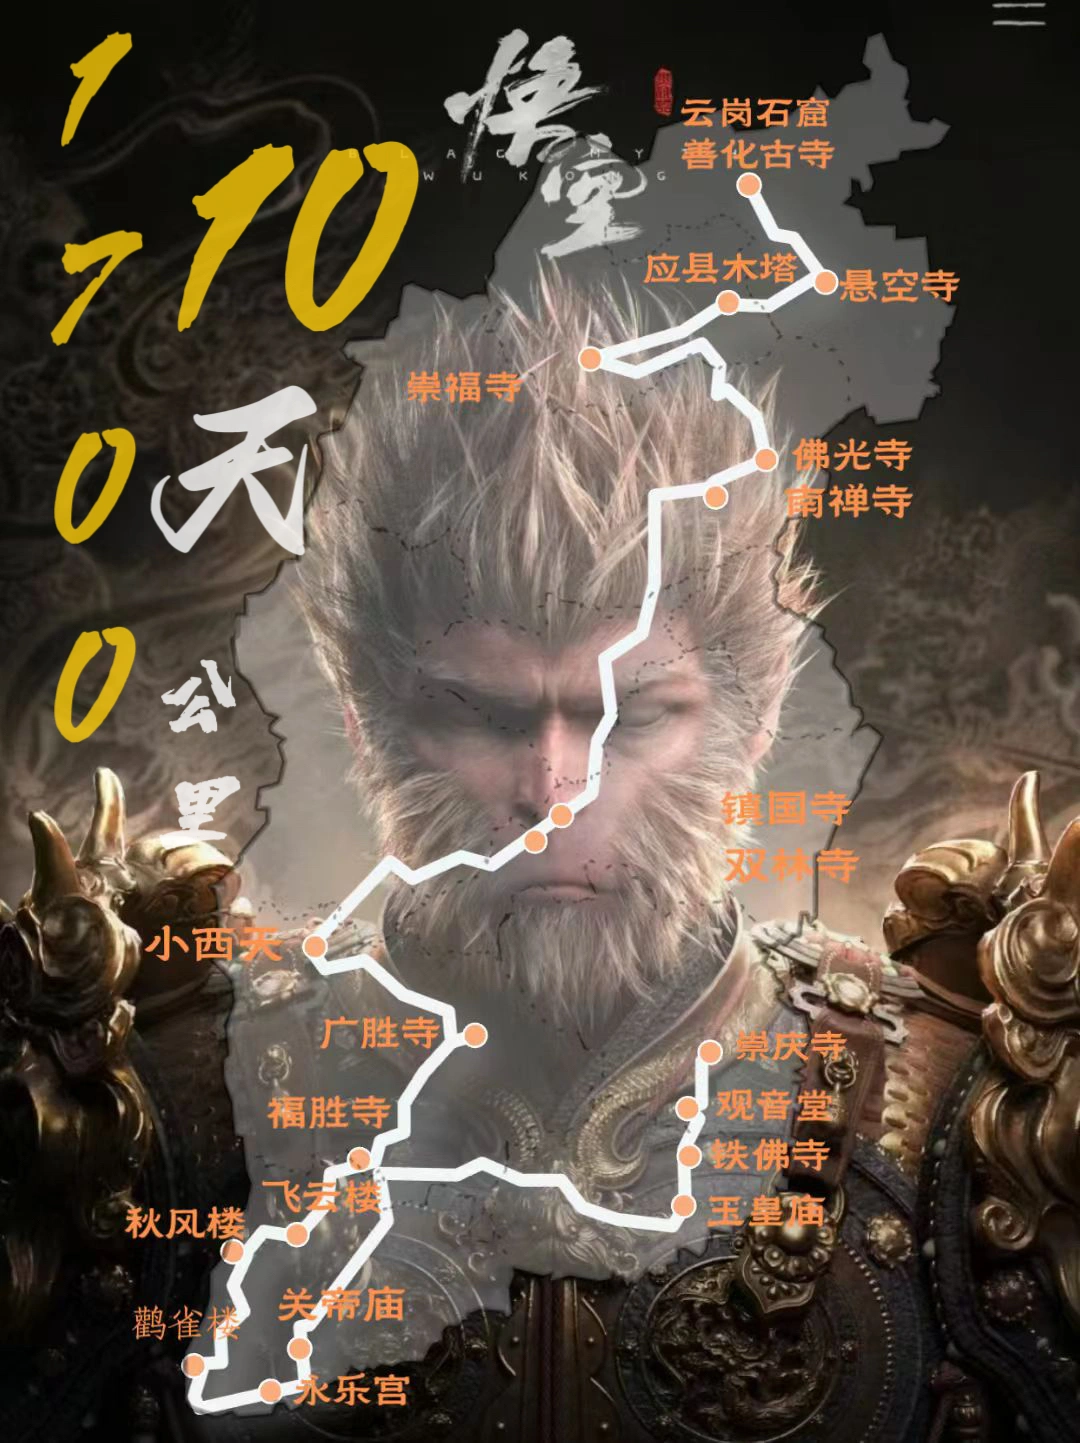 1700
公里
10
天
悟空
BLACK MYTH
WUKONG
云岗石窟
善化古寺
应县木塔
悬空寺
崇福寺
佛光寺
南禅寺
镇国寺
双林寺
小西天
广胜寺
崇庆寺
福胜寺
观音堂
铁佛寺
飞云楼
玉皇庙
秋风楼
关帝庙
鹳雀楼
永乐宫